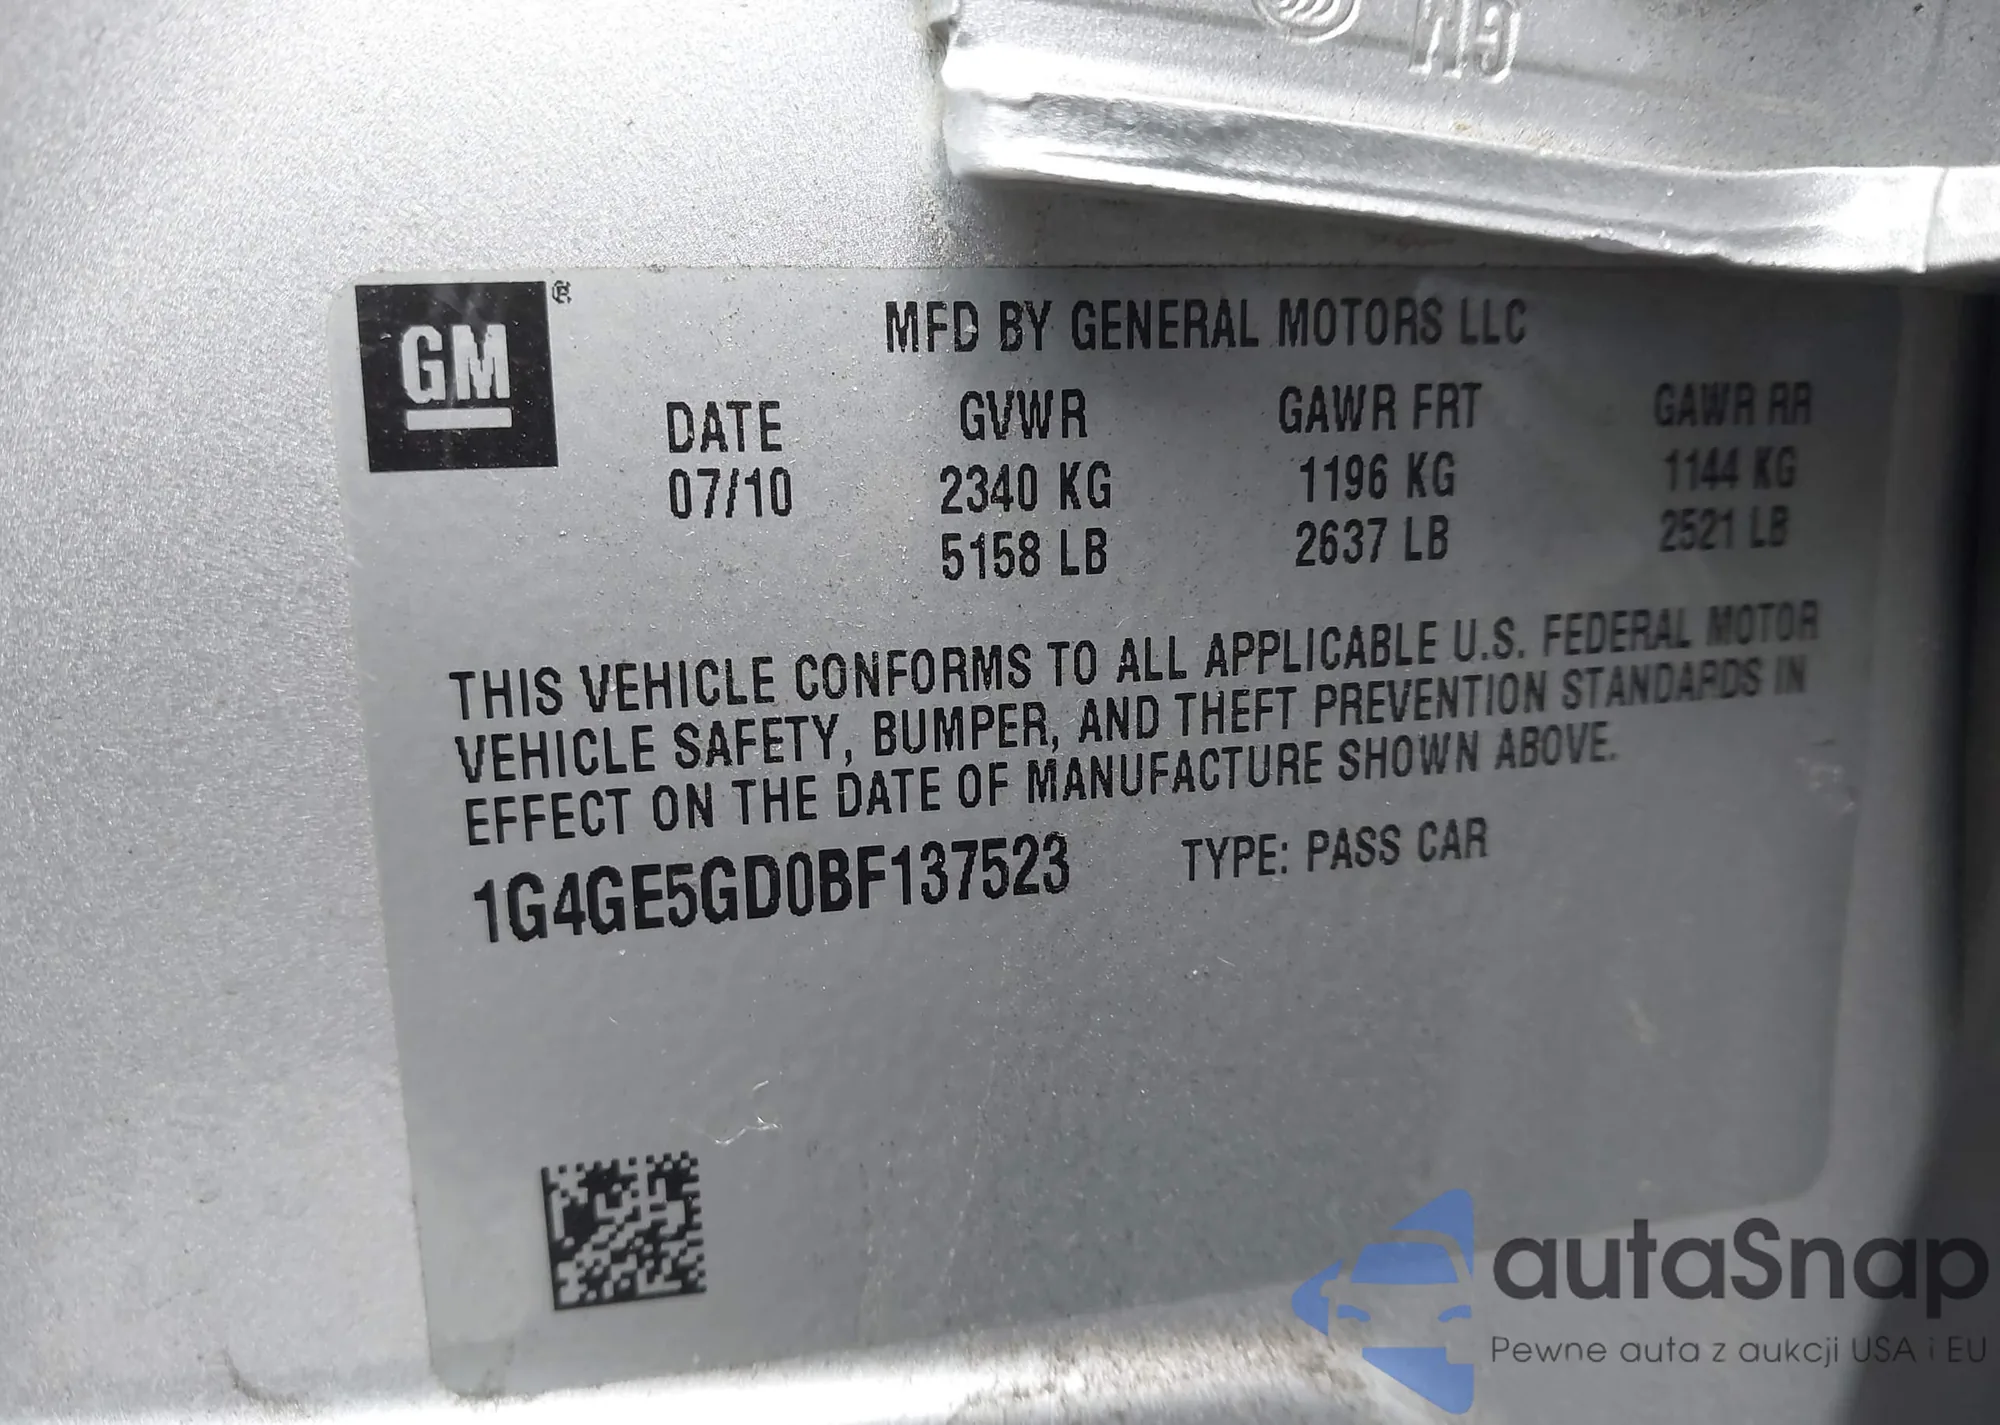 GM
GM
MFD BY GENERAL MOTORS LLC
DATE GVWR GAWR FRT GAWR RR
07/10 2340 KG 1196 KG 1144 KG
5158 LB 2637 LB 2521 LB
THIS VEHICLE CONFORMS TO ALL APPLICABLE U.S. FEDERAL MOTOR
VEHICLE SAFETY, BUMPER, AND THEFT PREVENTION STANDARDS IN
EFFECT ON THE DATE OF MANUFACTURE SHOWN ABOVE.
1G4GE5GD0BF137523 TYPE: PASS CAR
autaSnap
Pewne auta z aukcji USA i EU